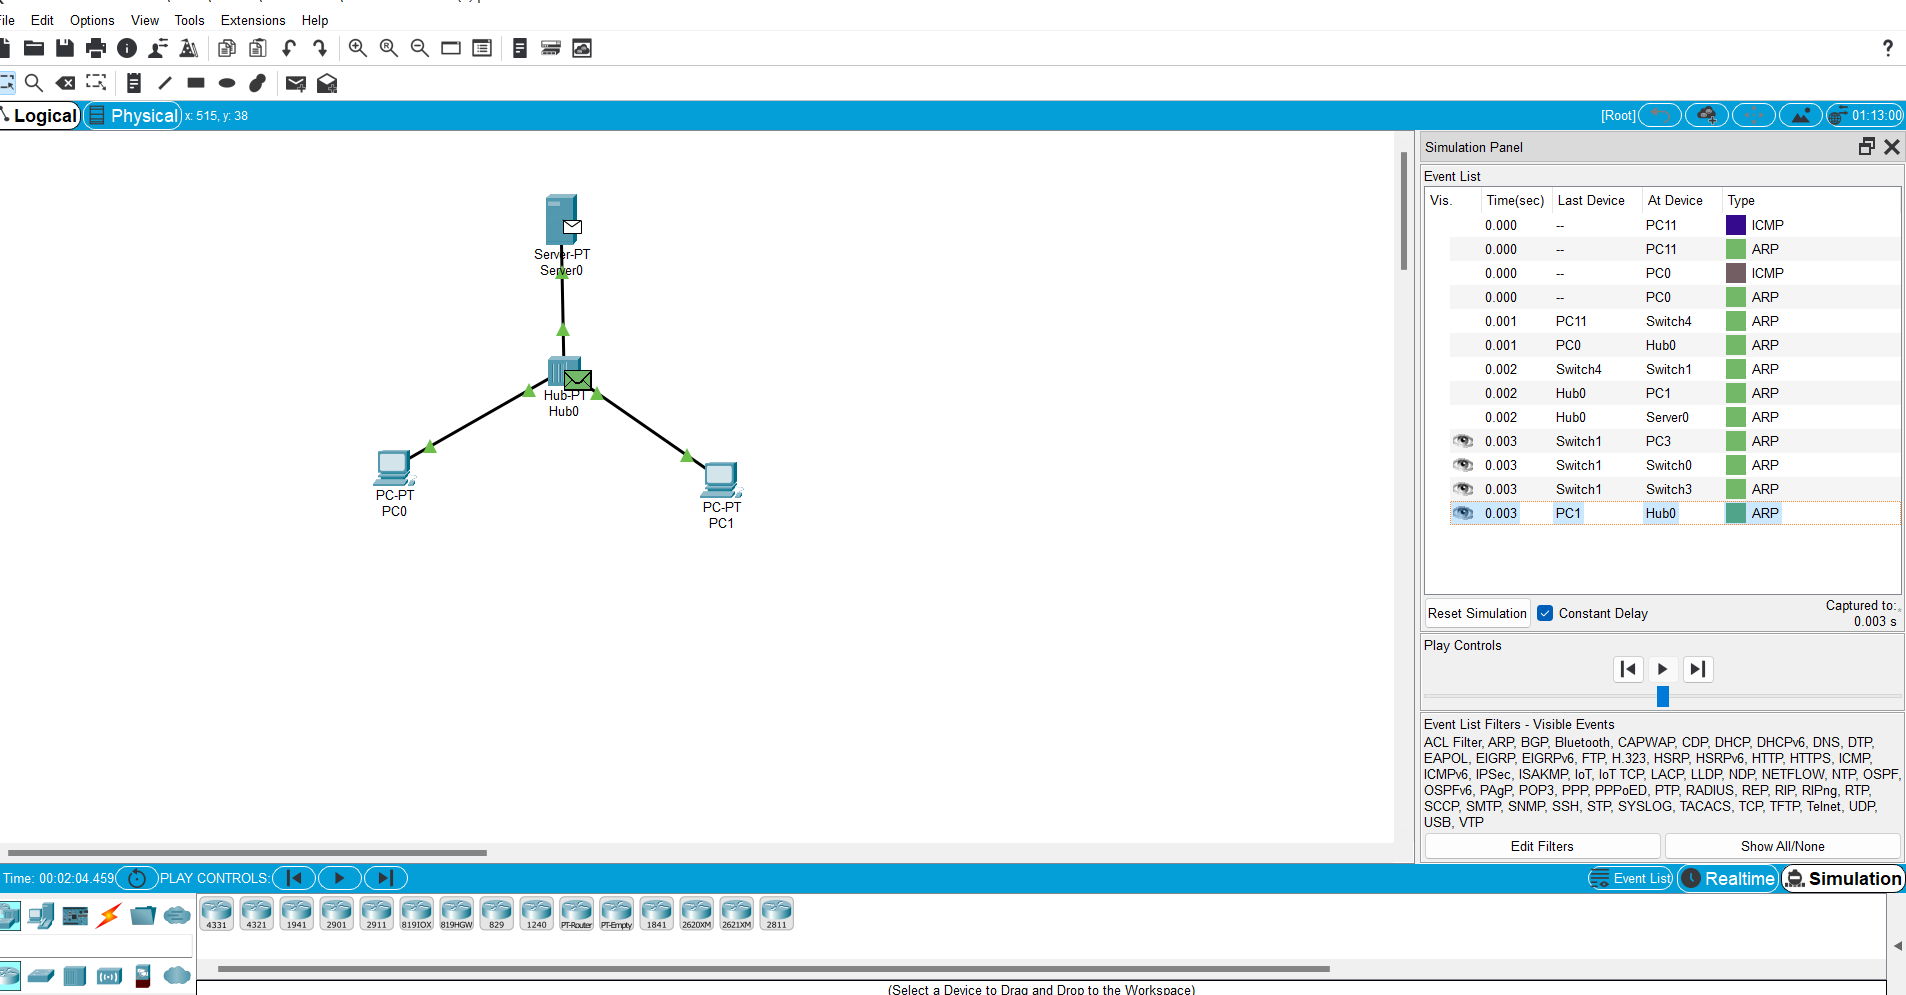 File Edit Options View Tools Extensions Help
?
Logical Physical x: 515, y: 38 [Root] 01:13:00
Simulation Panel
Event List
Vis. Time(sec) Last Device At Device Type
0.000 -- PC11 ICMP
0.000 -- PC11 ARP
0.000 -- PC0 ICMP
0.000 -- PC0 ARP
0.001 PC11 Switch4 ARP
0.001 PC0 Hub0 ARP
0.002 Switch4 Switch1 ARP
0.002 Hub0 PC1 ARP
0.002 Hub0 Server0 ARP
0.003 Switch1 PC3 ARP
0.003 Switch1 Switch0 ARP
0.003 Switch1 Switch3 ARP
0.003 PC1 Hub0 ARP
Reset Simulation Constant Delay Captured to:
0.003 s
Play Controls
Event List Filters - Visible Events
ACL Filter, ARP, BGP, Bluetooth, CAPWAP, CDP, DHCP, DHCPv6, DNS, DTP,
EAPOL, EIGRP, EIGRPv6, FTP, H.323, HSRP, HSRPv6, HTTP, HTTPS, ICMP,
ICMPv6, IPSec, ISAKMP, IoT, IoT TCP, LACP, LLDP, NDP, NETFLOW, NTP, OSPF,
OSPFv6, PAgP, POP3, PPP, PPPoED, PTP, RADIUS, REP, RIP, RIPng, RTP,
SCCP, SMTP, SNMP, SSH, STP, SYSLOG, TACACS, TCP, TFTP, Telnet, UDP,
USB, VTP
Edit Filters Show All/None
Server-PT
Server0
Hub-PT
Hub0
PC-PT
PC0
PC-PT
PC1
Time: 00:02:04.459 PLAY CONTROLS: Event List Realtime Simulation
4331 4321 1941 2901 2911 819IOX 819HGW 829 1240 PT-Router PT-Empty 1841 2620XM 2621XM 2811
(Select a Device to Drag and Drop to the Workspace)